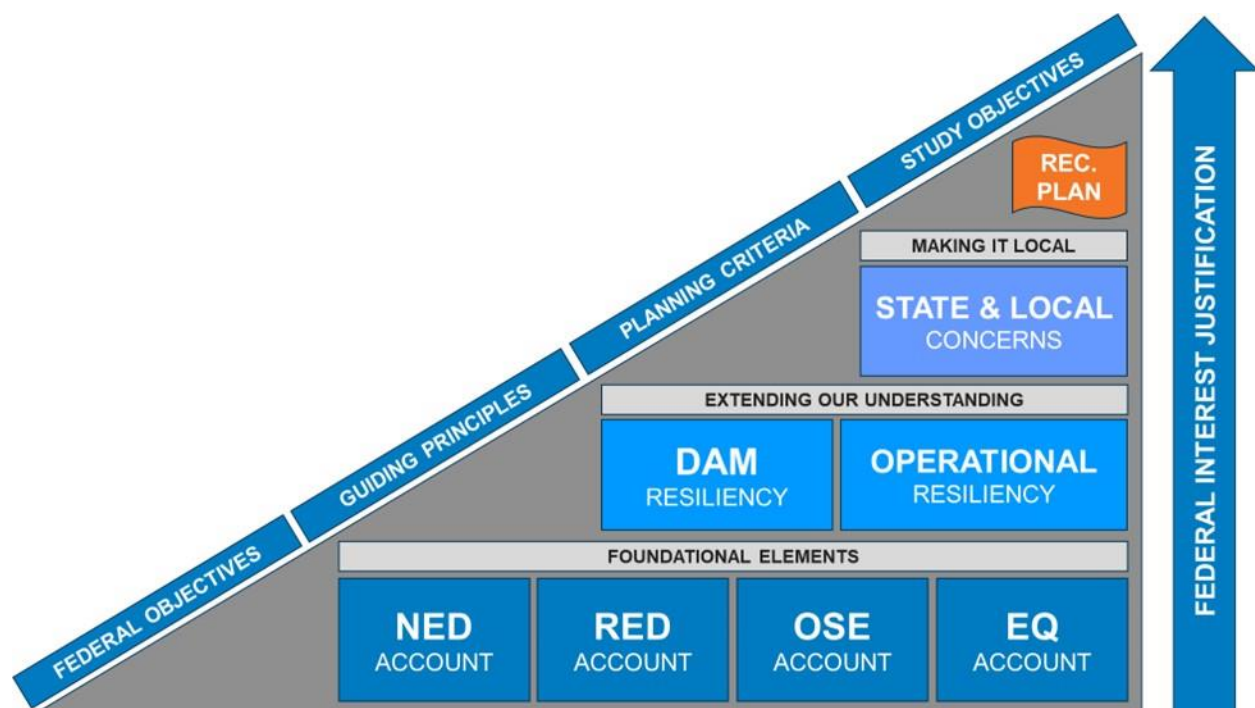 STUDY OBJECTIVES
PLANNING CRITERIA
GUIDING PRINCIPLES
FEDERAL OBJECTIVES
REC.
PLAN
MAKING IT LOCAL
STATE & LOCAL
CONCERNS
EXTENDING OUR UNDERSTANDING
DAM
RESILIENCY
OPERATIONAL
RESILIENCY
FOUNDATIONAL ELEMENTS
NED
ACCOUNT
RED
ACCOUNT
OSE
ACCOUNT
EQ
ACCOUNT
FEDERAL INTEREST JUSTIFICATION